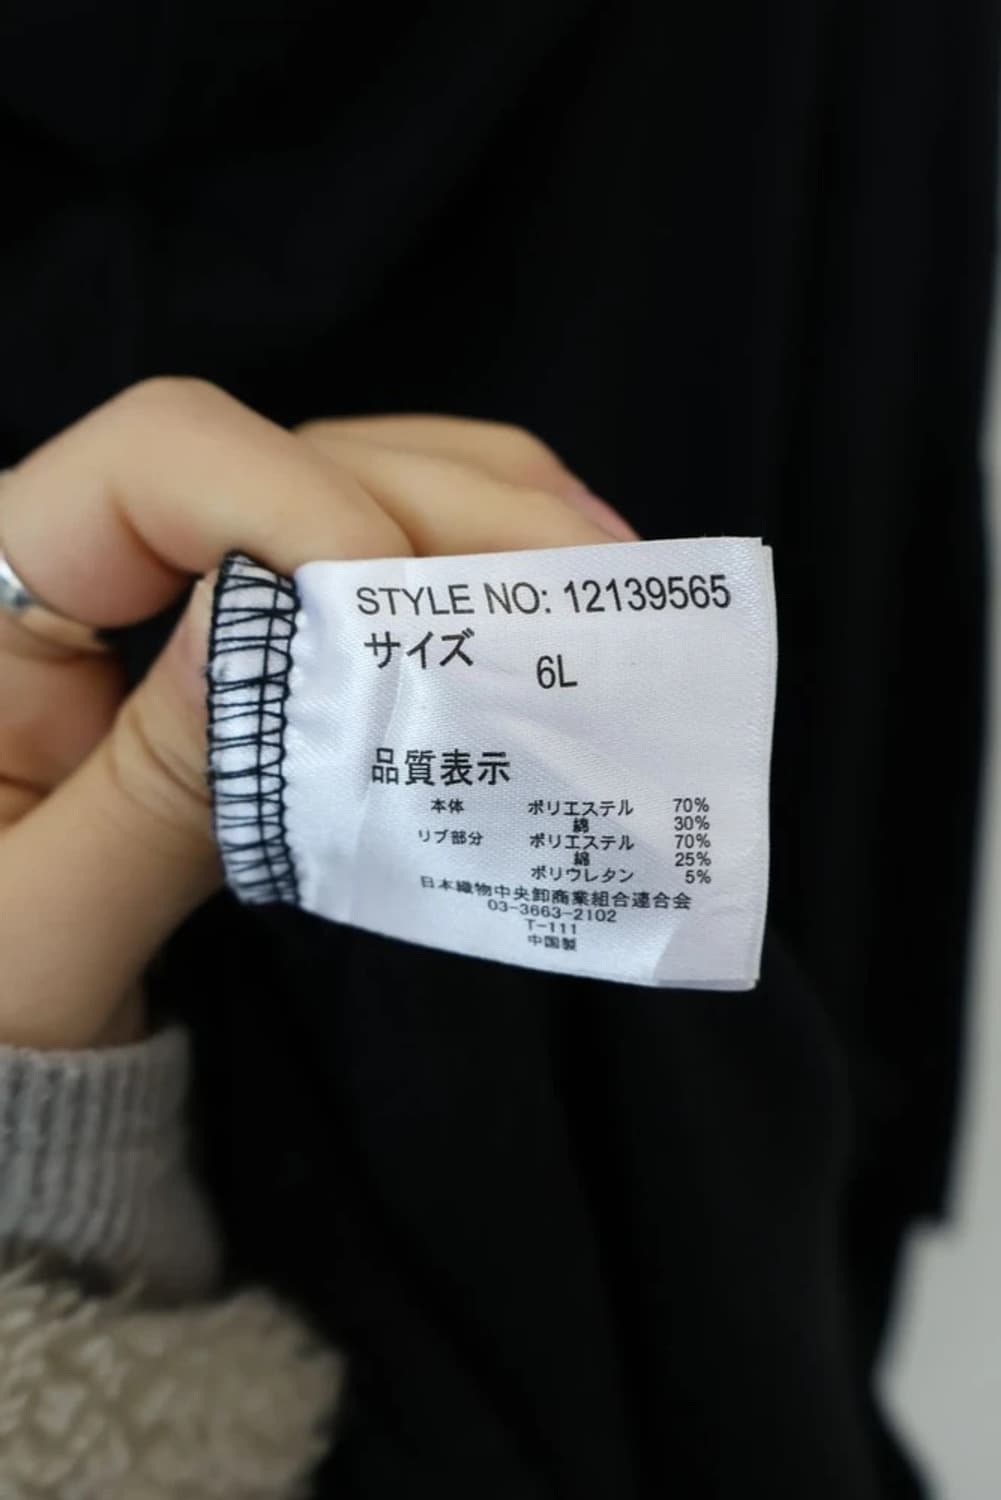 STYLE NO: 12139565
サイズ
6L
品質表示
本体 ポリエステル 70%
綿 30%
リブ部分 ポリエステル 70%
綿 25%
ポリウレタン 5%
日本織物中央卸商業組合連合会
03-3663-2102
T-111
中国製